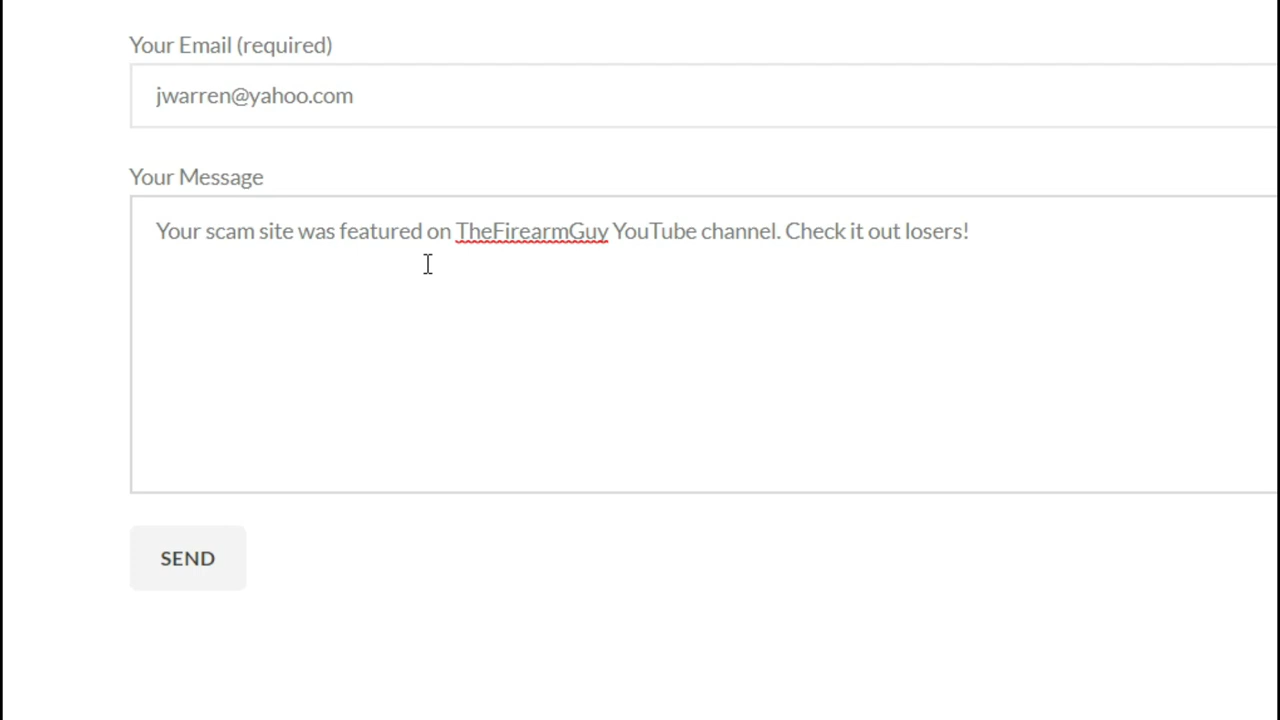 Your Email (required)
jwarren@yahoo.com
Your Message
Your scam site was featured on TheFirearmGuy YouTube channel. Check it out losers!
SEND